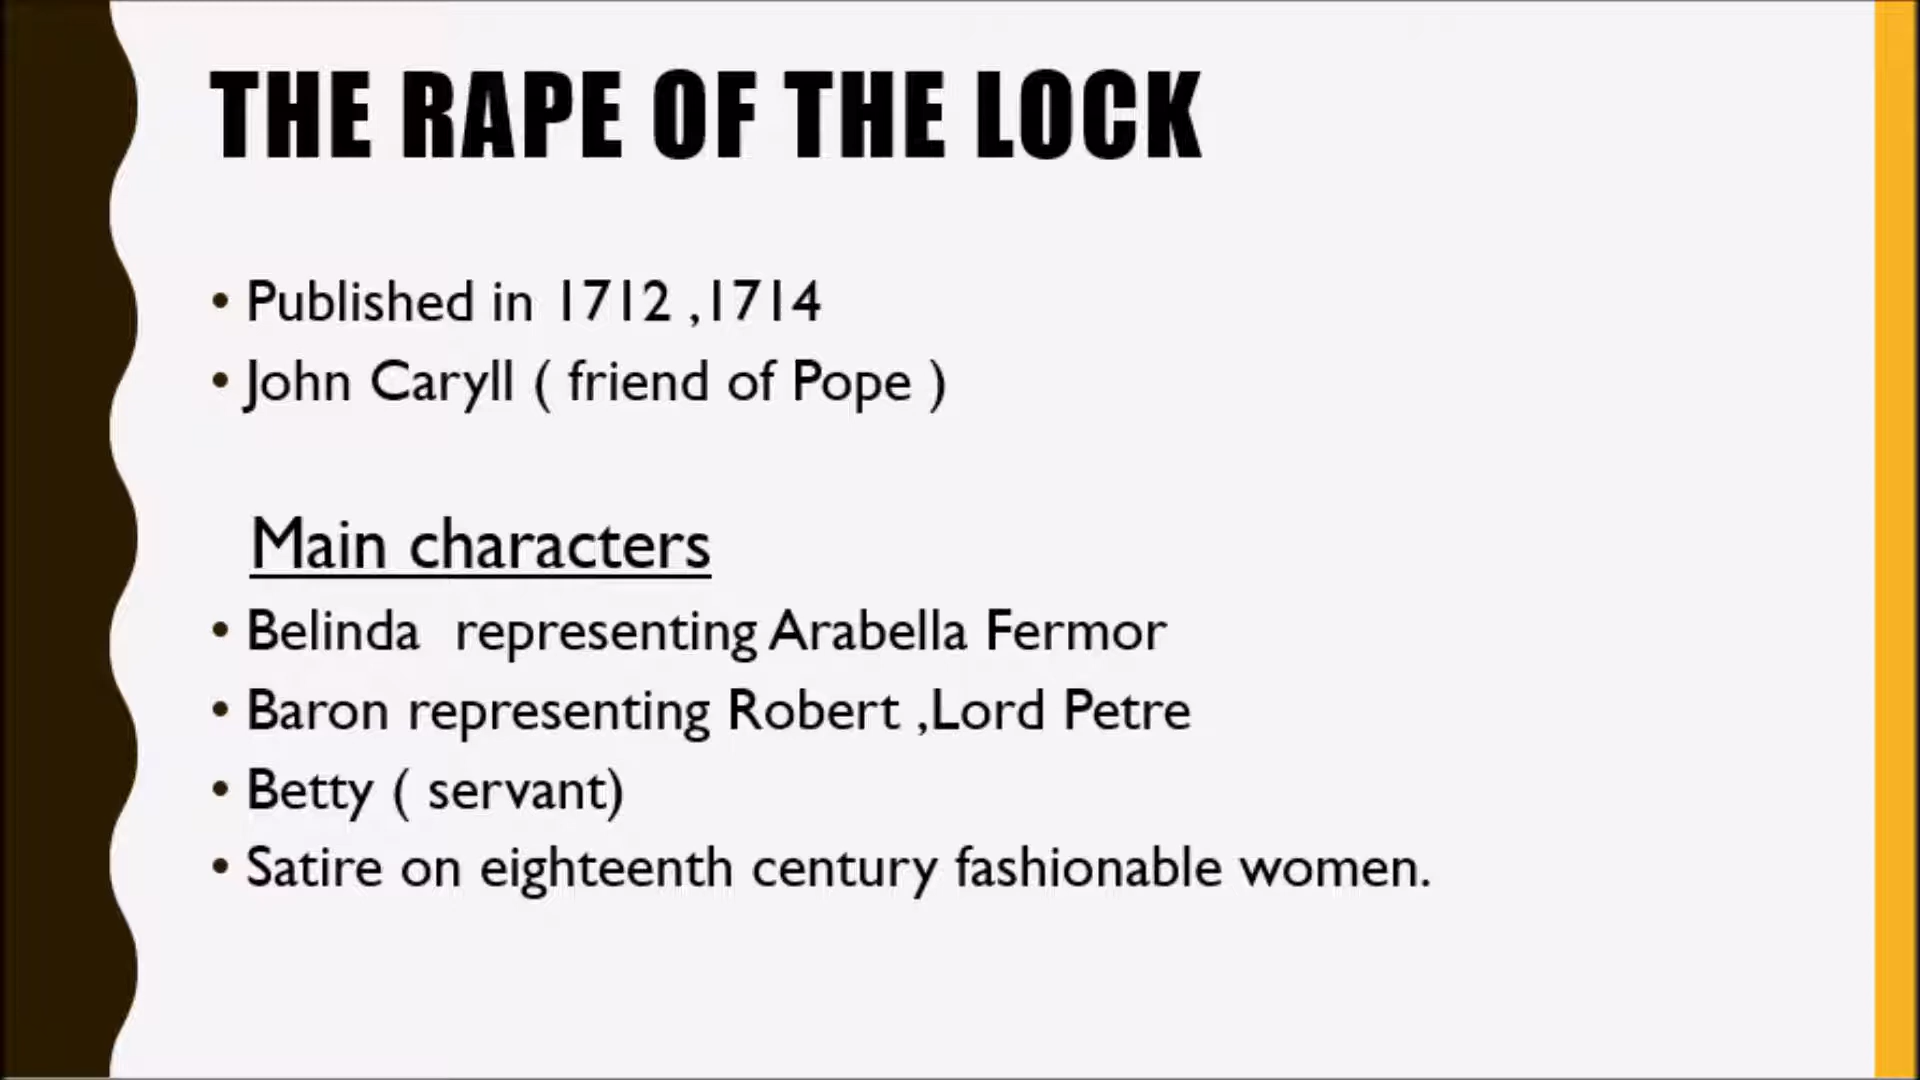 THE RAPE OF THE LOCK
• Published in 1712 ,1714
• John Caryll ( friend of Pope )
Main characters
• Belinda  representing Arabella Fermor
• Baron representing Robert ,Lord Petre
• Betty ( servant)
• Satire on eighteenth century fashionable women.